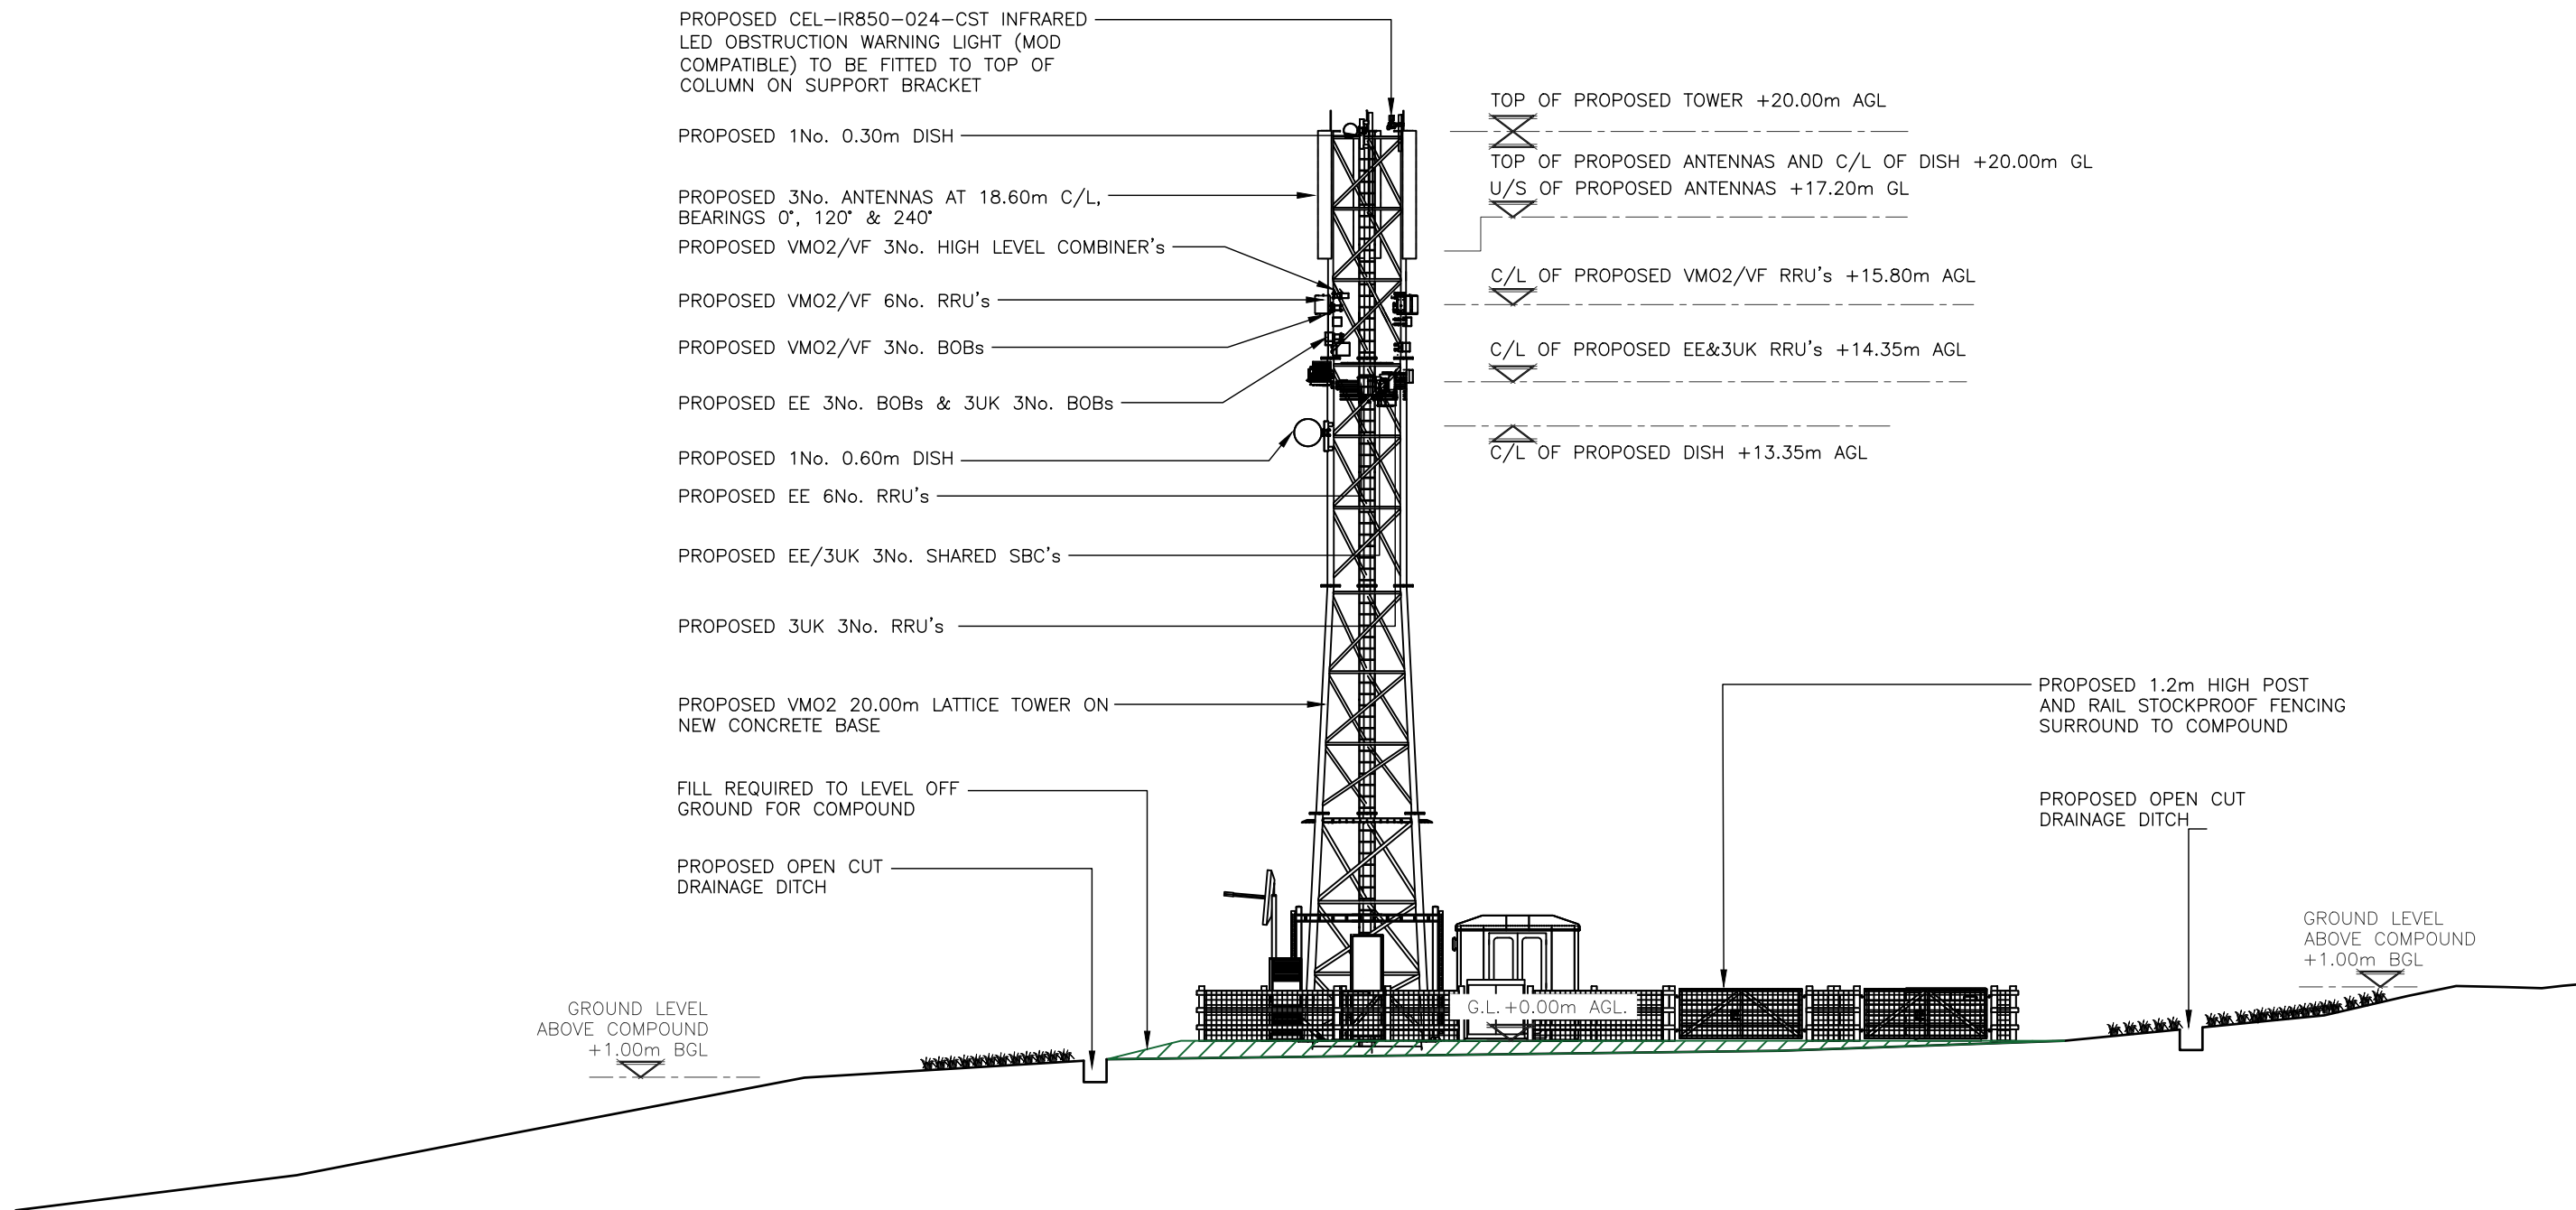 PROPOSED CEL-IR850-024-CST INFRARED
LED OBSTRUCTION WARNING LIGHT (MOD
COMPATIBLE) TO BE FITTED TO TOP OF
COLUMN ON SUPPORT BRACKET
PROPOSED 1No. 0.30m DISH
PROPOSED 3No. ANTENNAS AT 18.60m C/L,
BEARINGS 0°, 120° & 240°
PROPOSED VMO2/VF 3No. HIGH LEVEL COMBINER's
PROPOSED VMO2/VF 6No. RRU's
PROPOSED VMO2/VF 3No. BOBs
PROPOSED EE 3No. BOBs & 3UK 3No. BOBs
PROPOSED 1No. 0.60m DISH
PROPOSED EE 6No. RRU's
PROPOSED EE/3UK 3No. SHARED SBC's
PROPOSED 3UK 3No. RRU's
PROPOSED VMO2 20.00m LATTICE TOWER ON
NEW CONCRETE BASE
FILL REQUIRED TO LEVEL OFF
GROUND FOR COMPOUND
PROPOSED OPEN CUT
DRAINAGE DITCH
GROUND LEVEL
ABOVE COMPOUND
+1.00m BGL
TOP OF PROPOSED TOWER +20.00m AGL
TOP OF PROPOSED ANTENNAS AND C/L OF DISH +20.00m GL
U/S OF PROPOSED ANTENNAS +17.20m GL
C/L OF PROPOSED VMO2/VF RRU's +15.80m AGL
C/L OF PROPOSED EE&3UK RRU's +14.35m AGL
C/L OF PROPOSED DISH +13.35m AGL
G.L.+0.00m AGL.
PROPOSED 1.2m HIGH POST
AND RAIL STOCKPROOF FENCING
SURROUND TO COMPOUND
PROPOSED OPEN CUT
DRAINAGE DITCH
GROUND LEVEL
ABOVE COMPOUND
+1.00m BGL